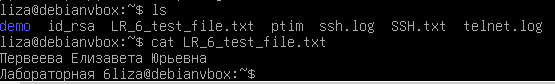 liza@debianvbox:~$ ls
demo id_rsa LR_6_test_file.txt ptim ssh.log SSH.txt telnet.log
liza@debianvbox:~$ cat LR_6_test_file.txt
Первеева Елизавета Юрьевна
Лабораторная 6liza@debianvbox:~$